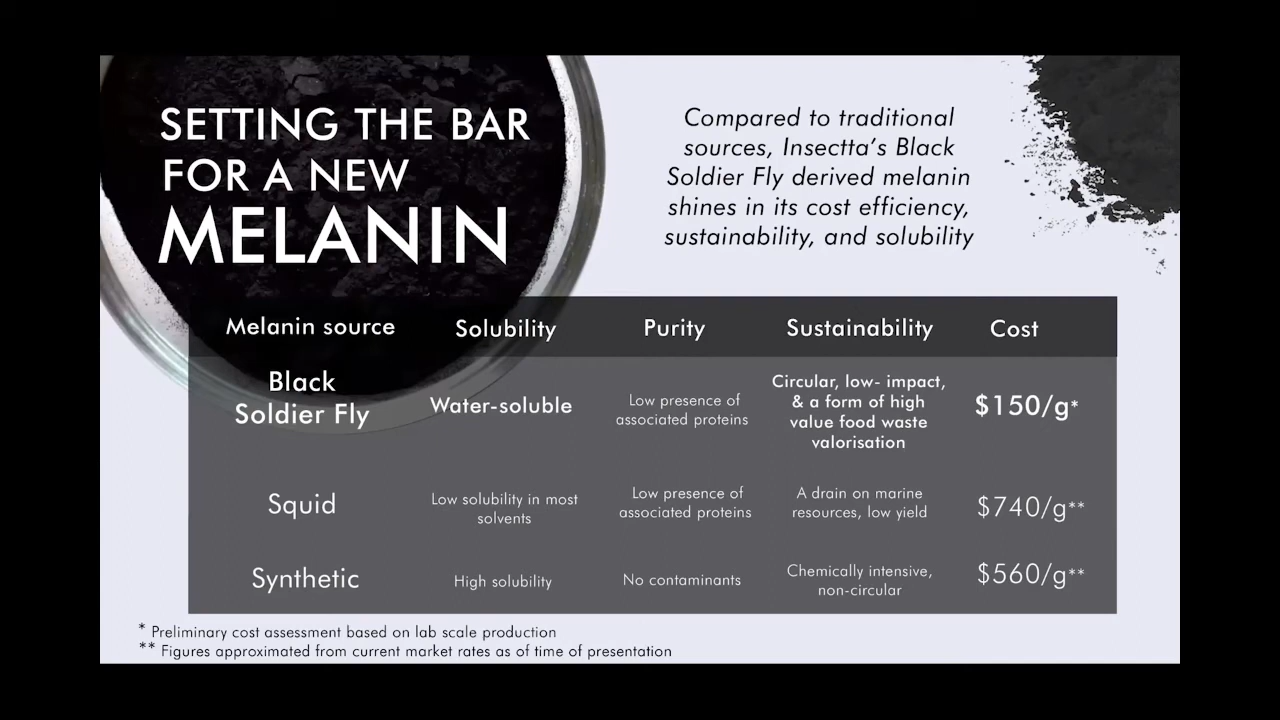 SETTING THE BAR
FOR A NEW
MELANIN
Compared to traditional
sources, Insectta's Black
Soldier Fly derived melanin
shines in its cost efficiency,
sustainability, and solubility
Melanin source Solubility Purity Sustainability Cost
Black
Soldier Fly
Water-soluble
Low presence of
associated proteins
Circular, low- impact,
& a form of high
value food waste
valorisation
$150/g*
Squid
Low solubility in most
solvents
Low presence of
associated proteins
A drain on marine
resources, low yield
$740/g**
Synthetic
High solubility
No contaminants
Chemically intensive,
non-circular
$560/g**
* Preliminary cost assessment based on lab scale production
** Figures approximated from current market rates as of time of presentation